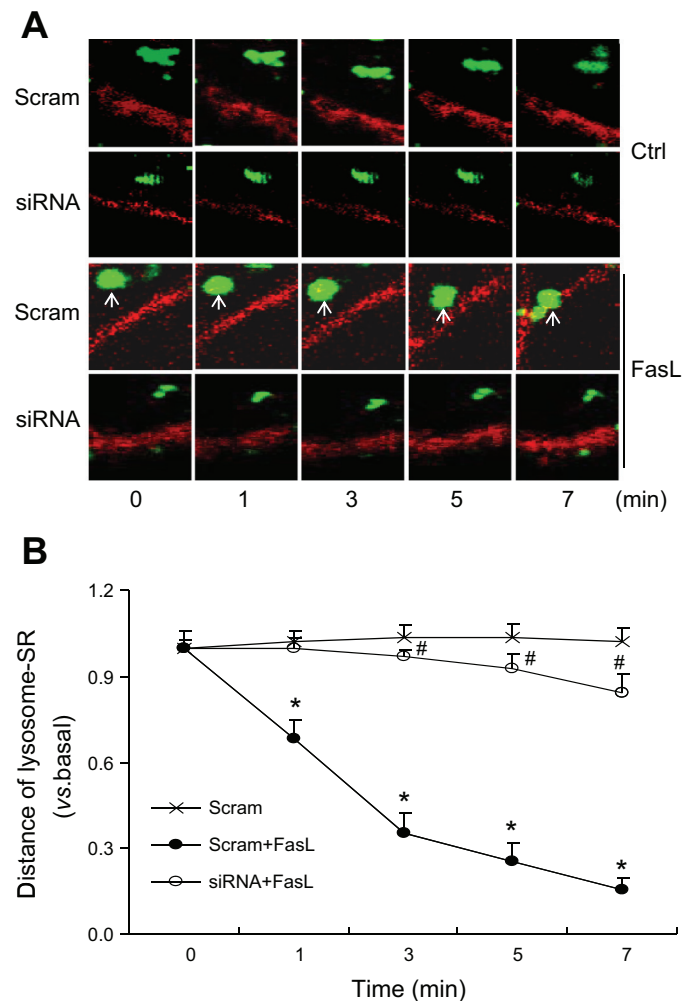 A
Scram
siRNA
Ctrl
Scram
siRNA
FasL
0 1 3 5 7 (min)
B
Distance of lysosome-SR
(vs.basal)
1.2
0.9
0.6
0.3
0.0
# # #
* * * *
Scram
Scram+FasL
siRNA+FasL
0 1 3 5 7
Time (min)